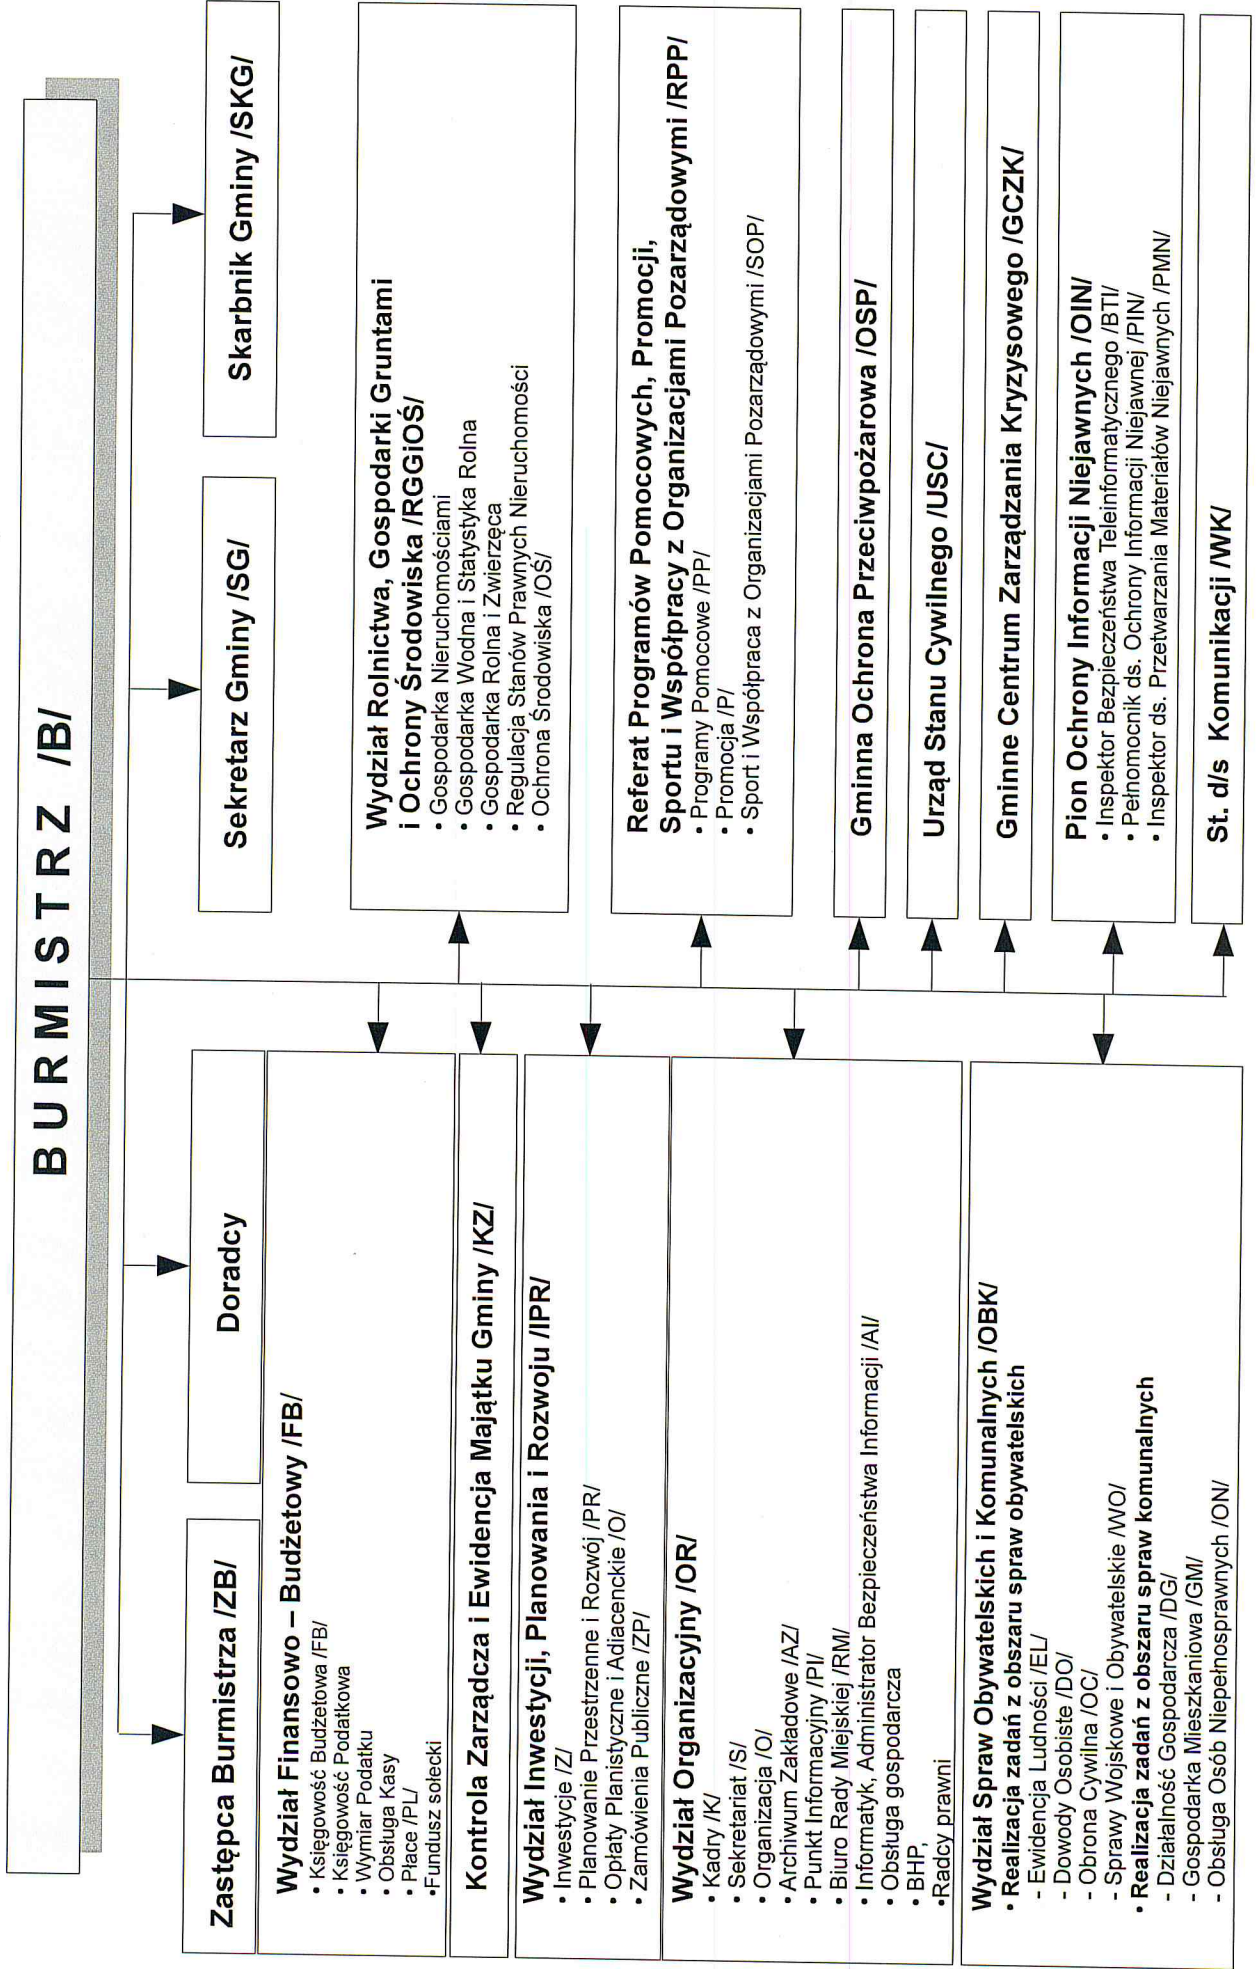 BURMISTRZ /B/
Zastępca Burmistrza /ZB/
Doradcy
Sekretarz Gminy /SG/
Skarbnik Gminy /SKG/
Wydział Finansowo – Budżetowy /FB/
• Księgowość Budżetowa /FB/
• Księgowość Podatkowa
• Wymiar Podatku
• Obsługa Kasy
• Płace /PL/
•Fundusz sołecki
Kontrola Zarządcza i Ewidencja Majątku Gminy /KZ/
Wydział Inwestycji, Planowania i Rozwoju /IPR/
• Inwestycje /Z/
• Planowanie Przestrzenne i Rozwój /PR/
• Opłaty Planistyczne i Adiacenckie /O/
• Zamówienia Publiczne /ZP/
Wydział Organizacyjny /OR/
• Kadry /K/
• Sekretariat /S/
• Organizacja /O/
• Archiwum Zakładowe /AZ/
• Punkt Informacyjny /PI/
• Biuro Rady Miejskiej /RM/
• Informatyk, Administrator Bezpieczeństwa Informacji /AI/
• Obsługa gospodarcza
• BHP,
•Radcy prawni
Wydział Spraw Obywatelskich i Komunalnych /OBK/
• Realizacja zadań z obszaru spraw obywatelskich
- Ewidencja Ludności /EL/
- Dowody Osobiste /DO/
- Obrona Cywilna /OC/
- Sprawy Wojskowe i Obywatelskie /WO/
• Realizacja zadań z obszaru spraw komunalnych
- Działalność Gospodarcza /DG/
- Gospodarka Mieszkaniowa /GM/
- Obsługa Osób Niepełnosprawnych /ON/
Wydział Rolnictwa, Gospodarki Gruntami
i Ochrony Środowiska /RGGiOŚ/
• Gospodarka Nieruchomościami
• Gospodarka Wodna i Statystyka Rolna
• Gospodarka Rolna i Zwierzęca
• Regulacja Stanów Prawnych Nieruchomości
• Ochrona Środowiska /OŚ/
Referat Programów Pomocowych, Promocji,
Sportu i Współpracy z Organizacjami Pozarządowymi /RPP/
• Programy Pomocowe /PP/
• Promocja /P/
• Sport i Współpraca z Organizacjami Pozarządowymi /SOP/
Gminna Ochrona Przeciwpożarowa /OSP/
Urząd Stanu Cywilnego /USC/
Gminne Centrum Zarządzania Kryzysowego /GCZK/
Pion Ochrony Informacji Niejawnych /OIN/
• Inspektor Bezpieczeństwa Teleinformatycznego /BTI/
• Pełnomocnik ds. Ochrony Informacji Niejawnej /PIN/
• Inspektor ds. Przetwarzania Materiałów Niejawnych /PMN/
St. d/s Komunikacji /WK/